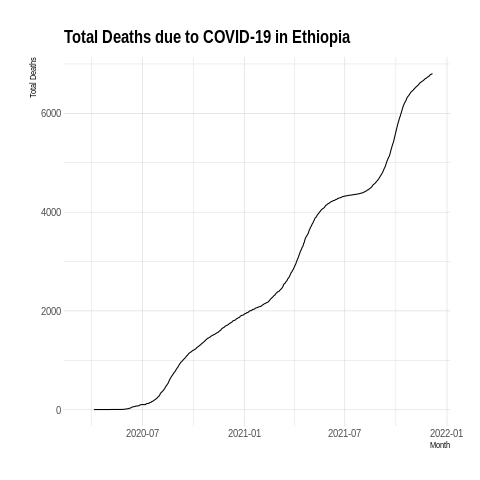 Total Deaths due to COVID-19 in Ethiopia
Total Deaths
6000
4000
2000
0
2020-07 2021-01 2021-07 2022-01
Month